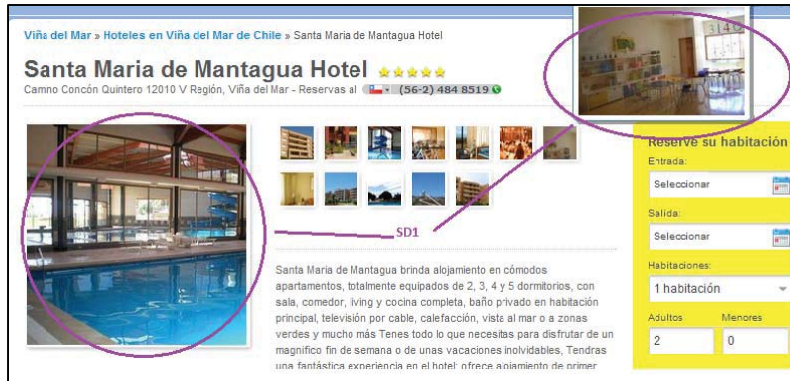 Viña del Mar » Hoteles en Viña del Mar de Chile » Santa Maria de Mantagua Hotel
Santa Maria de Mantagua Hotel
Camno Concón Quintero 12010 V Región, Viña del Mar - Reservas al (56-2) 484 8519
SD1
Santa Maria de Mantagua brinda alojamiento en cómodos
apartamentos, totalmente equipados de 2, 3, 4 y 5 dormitorios, con
sala, comedor, iving y cocina completa, baño privado en habitación
principal, televisión por cable, calefacción, vista al mar o a zonas
verdes y mucho más Tenes todo lo que necesitas para disfrutar de un
magnifico fin de semana o de unas vacaciones inolvidables, Tendras
una fantástica experiencia en el hotel: ofrece alojamiento de primer
Reserve su habitación
Entrada:
Seleccionar
Salida:
Seleccionar
Habitaciones:
1 habitación
Adultos Menores
2 0